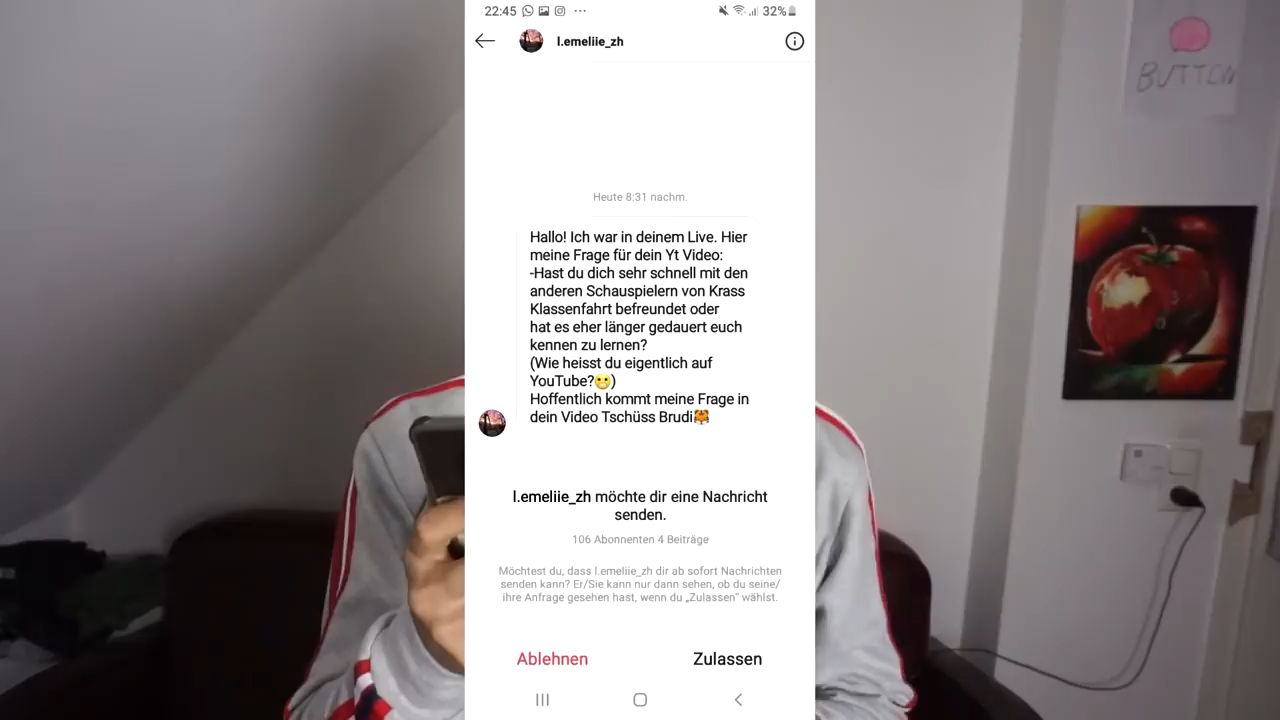 22:45 ... 32%
l.emeliie_zh
BUTTON
Heute 8:31 nachm.
Hallo! Ich war in deinem Live. Hier
meine Frage für dein Yt Video:
-Hast du dich sehr schnell mit den
anderen Schauspielern von Krass
Klassenfahrt befreundet oder
hat es eher länger gedauert euch
kennen zu lernen?
(Wie heisst du eigentlich auf
YouTube?😬)
Hoffentlich kommt meine Frage in
dein Video Tschüss Brudi🐯
l.emeliie_zh möchte dir eine Nachricht
senden.
106 Abonnenten 4 Beiträge
Möchtest du, dass l.emeliie_zh dir ab sofort Nachrichten
senden kann? Er/Sie kann nur dann sehen, ob du seine/
ihre Anfrage gesehen hast, wenn du „Zulassen“ wählst.
Ablehnen Zulassen